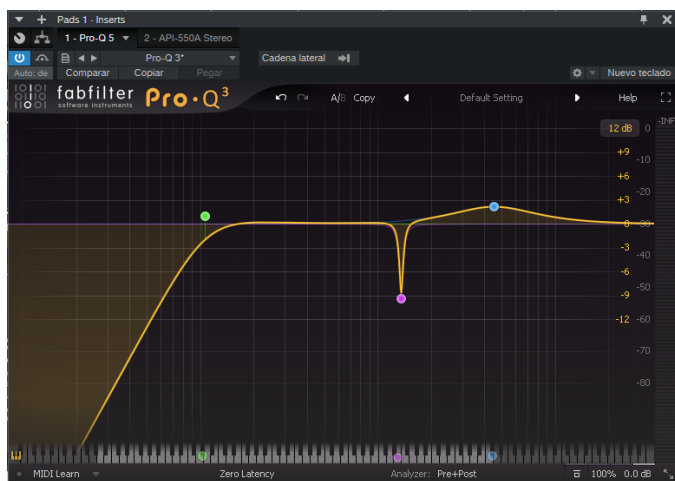 Pads 1 - Inserts
1 - Pro-Q 5 2 - API-550A Stereo
Pro-Q 3* Cadena lateral
Auto: de Comparar Copiar Pegar Nuevo teclado
fabfilter Pro·Q3 A/B Copy Default Setting Help
software instruments
12 dB 0 -INF
+9 -10
+6 -20
+3
0 -30
-3 -40
-6
-9 -50
-12 -60
-70
-80
MIDI Learn Zero Latency Analyzer: Pre+Post 100% 0.0 dB